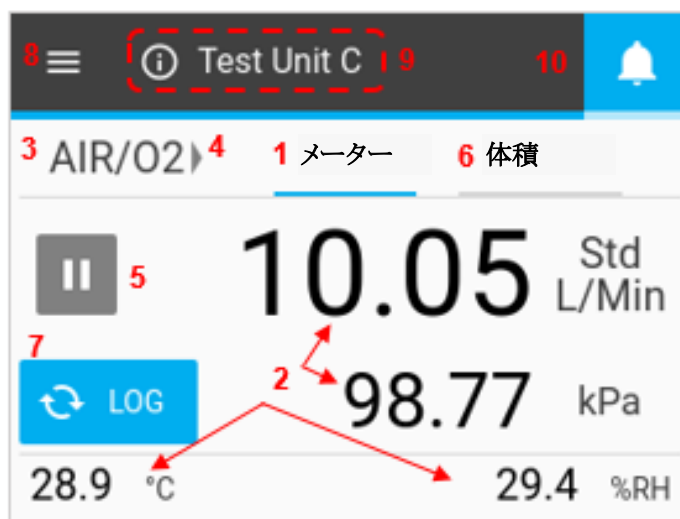 8 Test Unit C 9 10
3 AIR/O2 4 1 メーター 6 体積
5 10.05 Std L/Min
7
LOG 2 98.77 kPa
28.9 °C 29.4 %RH